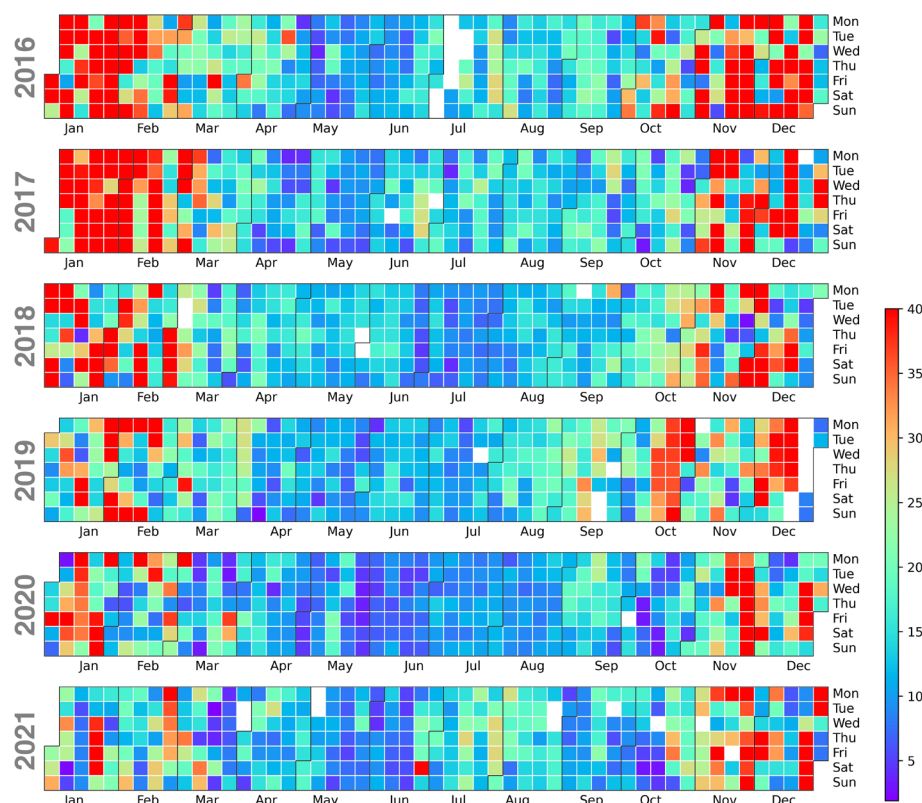 2016
Mon
Tue
Wed
Thu
Fri
Sat
Sun
Jan Feb Mar Apr May Jun Jul Aug Sep Oct Nov Dec
2017
Mon
Tue
Wed
Thu
Fri
Sat
Sun
Jan Feb Mar Apr May Jun Jul Aug Sep Oct Nov Dec
2018
Mon
Tue
Wed
Thu
Fri
Sat
Sun
Jan Feb Mar Apr May Jun Jul Aug Sep Oct Nov Dec
2019
Mon
Tue
Wed
Thu
Fri
Sat
Sun
Jan Feb Mar Apr May Jun Jul Aug Sep Oct Nov Dec
2020
Mon
Tue
Wed
Thu
Fri
Sat
Sun
Jan Feb Mar Apr May Jun Jul Aug Sep Oct Nov Dec
2021
Mon
Tue
Wed
Thu
Fri
Sat
Sun
Jan Feb Mar Apr May Jun Jul Aug Sep Oct Nov Dec
40
35
30
25
20
15
10
5